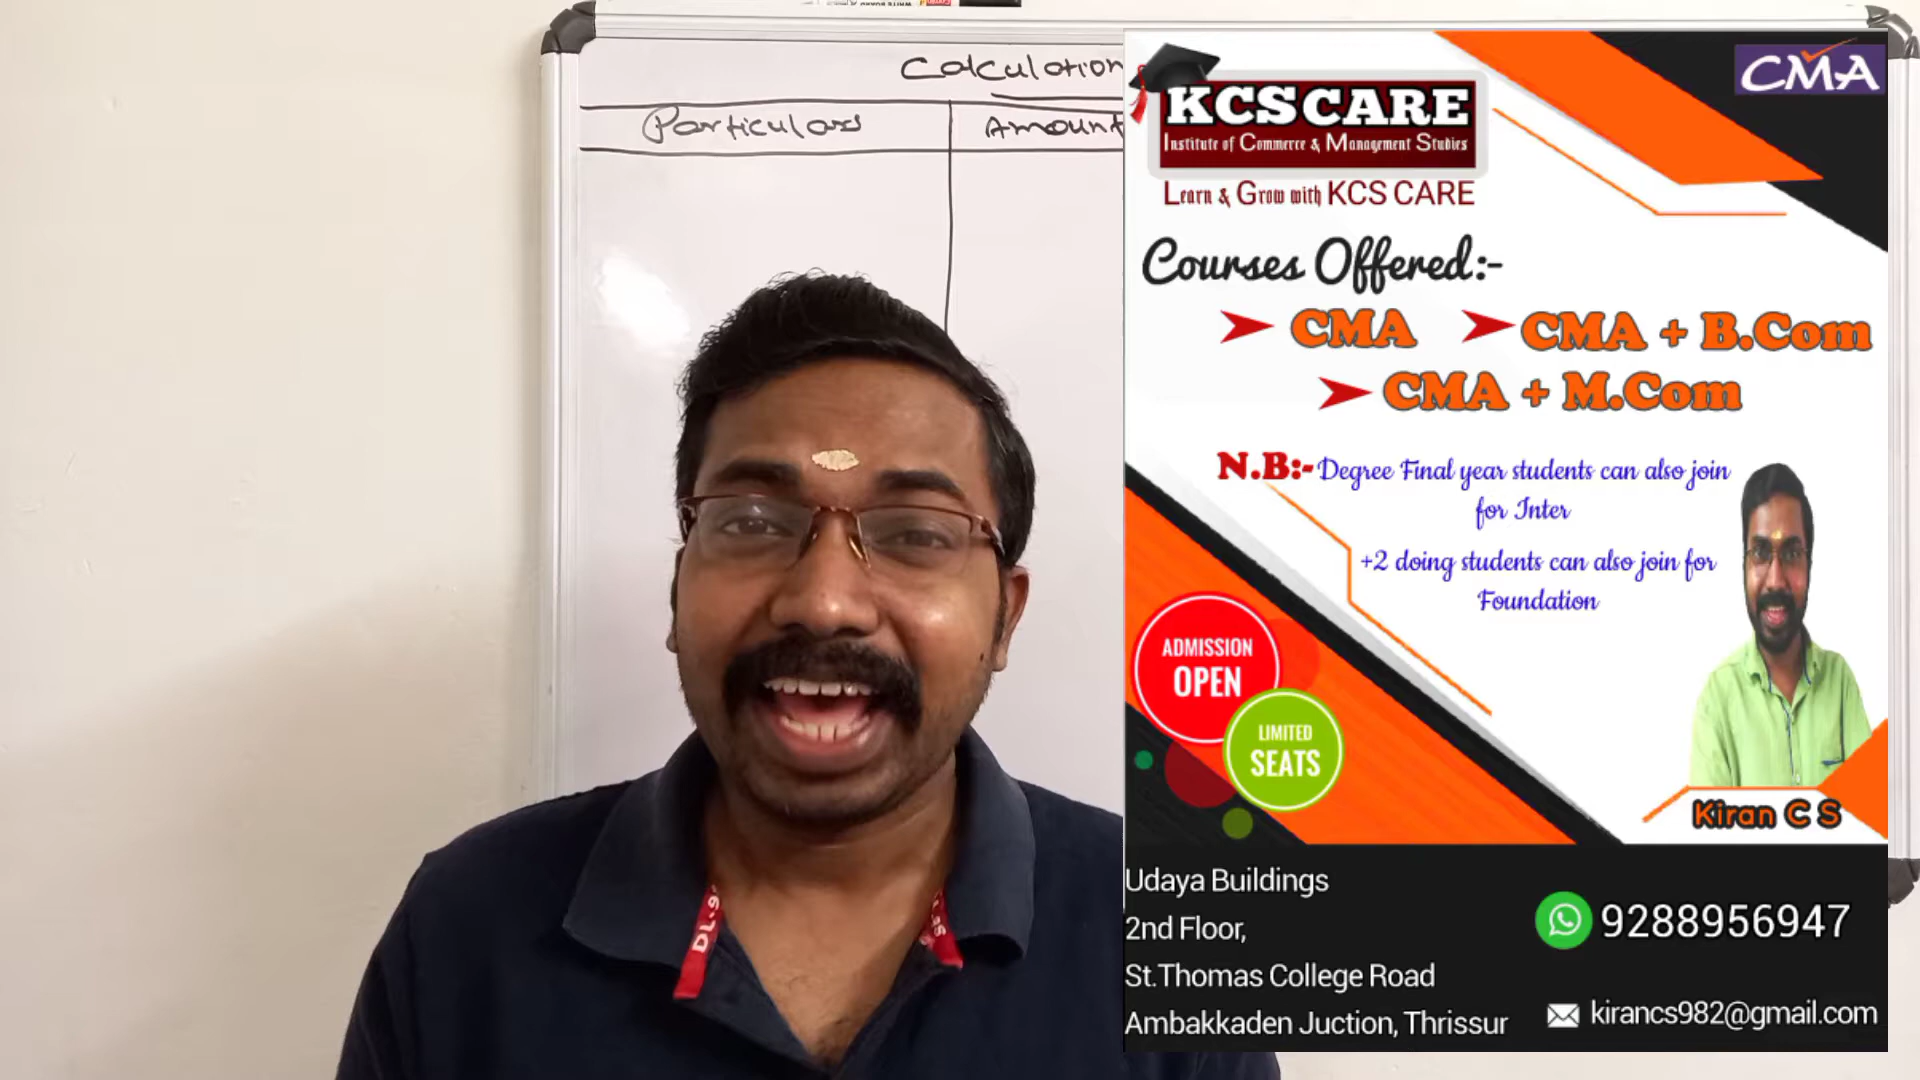 Calculation
Particulars
Amount
KCS CARE
Institute of Commerce & Management Studies
Learn & Grow with KCS CARE
CMA
Courses Offered:-
CMA
CMA + B.Com
CMA + M.Com
N.B:- Degree Final year students can also join
for Inter
+2 doing students can also join for
Foundation
ADMISSION
OPEN
LIMITED
SEATS
Kiran C S
Udaya Buildings
2nd Floor,
St.Thomas College Road
Ambakkaden Juction, Thrissur
9288956947
kirancs982@gmail.com